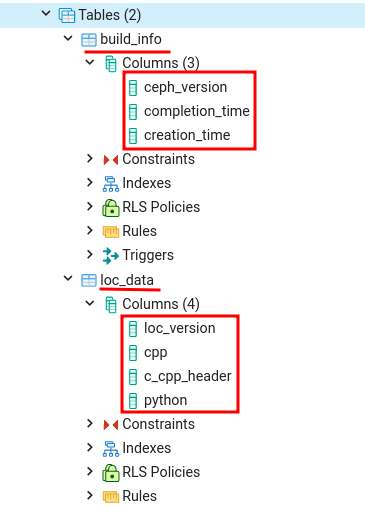 Tables (2)
build_info
Columns (3)
ceph_version
completion_time
creation_time
Constraints
Indexes
RLS Policies
Rules
Triggers
loc_data
Columns (4)
loc_version
cpp
c_cpp_header
python
Constraints
Indexes
RLS Policies
Rules